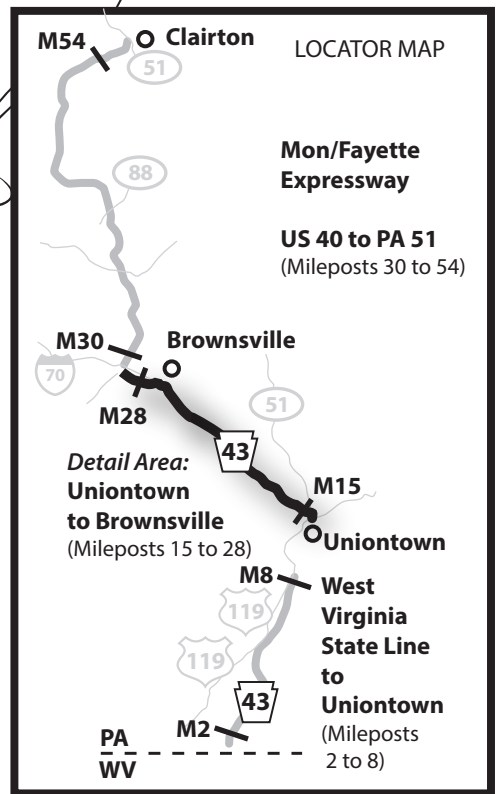 M54
Clairton
LOCATOR MAP
51
Mon/Fayette
Expressway
88
US 40 to PA 51
(Mileposts 30 to 54)
M30
Brownsville
70
M28
51
43
Detail Area:
Uniontown
to Brownsville
(Mileposts 15 to 28)
M15
Uniontown
M8
West
Virginia
State Line
to
Uniontown
(Mileposts
2 to 8)
119
119
43
M2
PA
WV